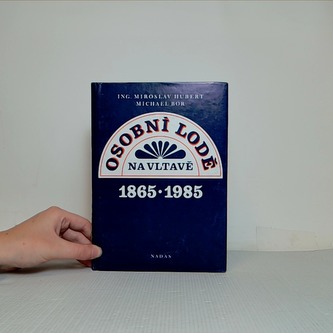 ING. MIROSLAV HUBERT
MICHAEL BOR
OSOBNÍ LODĚ
NA VLTAVĚ
1865·1985
NADAS